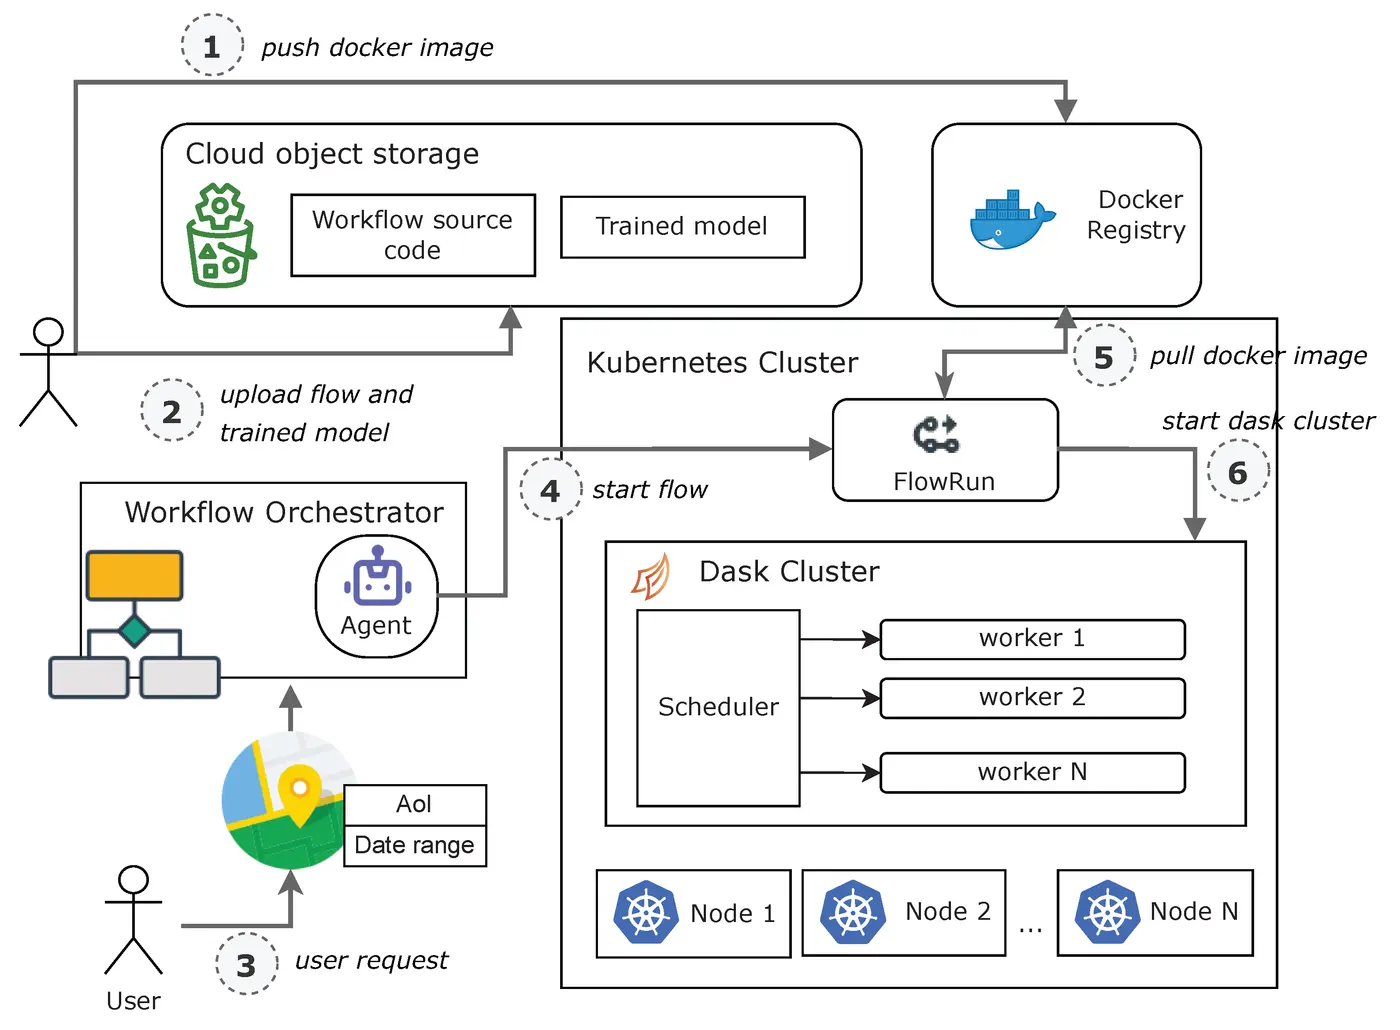 1
push docker image
Cloud object storage
Workflow source
code
Trained model
Docker
Registry
2
upload flow and
trained model
Kubernetes Cluster
5
pull docker image
start dask cluster
6
FlowRun
4
start flow
Workflow Orchestrator
Agent
Dask Cluster
Scheduler
worker 1
worker 2
worker N
AoI
Date range
Node 1
Node 2
...
Node N
3
user request
User